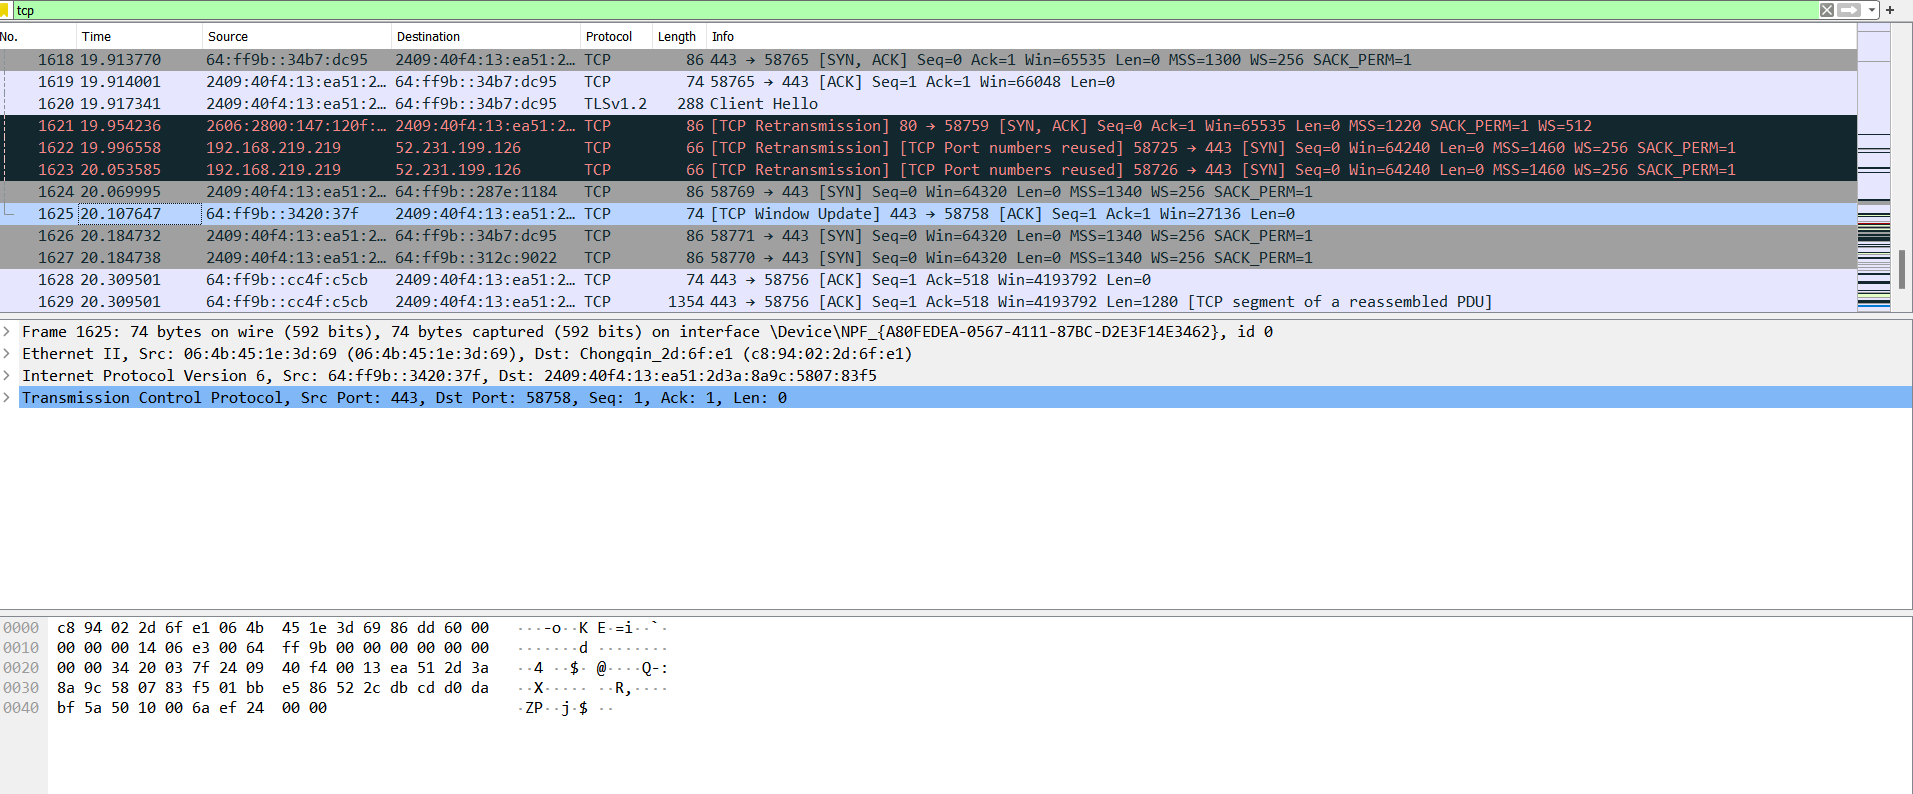 tcp
No. Time Source Destination Protocol Length Info
1618 19.913770 64:ff9b::34b7:dc95 2409:40f4:13:ea51:2… TCP 86 443 → 58765 [SYN, ACK] Seq=0 Ack=1 Win=65535 Len=0 MSS=1300 WS=256 SACK_PERM=1
1619 19.914001 2409:40f4:13:ea51:2… 64:ff9b::34b7:dc95 TCP 74 58765 → 443 [ACK] Seq=1 Ack=1 Win=66048 Len=0
1620 19.917341 2409:40f4:13:ea51:2… 64:ff9b::34b7:dc95 TLSv1.2 288 Client Hello
1621 19.954236 2606:2800:147:120f:… 2409:40f4:13:ea51:2… TCP 86 [TCP Retransmission] 80 → 58759 [SYN, ACK] Seq=0 Ack=1 Win=65535 Len=0 MSS=1220 SACK_PERM=1 WS=512
1622 19.996558 192.168.219.219 52.231.199.126 TCP 66 [TCP Retransmission] [TCP Port numbers reused] 58725 → 443 [SYN] Seq=0 Win=64240 Len=0 MSS=1460 WS=256 SACK_PERM=1
1623 20.053585 192.168.219.219 52.231.199.126 TCP 66 [TCP Retransmission] [TCP Port numbers reused] 58726 → 443 [SYN] Seq=0 Win=64240 Len=0 MSS=1460 WS=256 SACK_PERM=1
1624 20.069995 2409:40f4:13:ea51:2… 64:ff9b::287e:1184 TCP 86 58769 → 443 [SYN] Seq=0 Win=64320 Len=0 MSS=1340 WS=256 SACK_PERM=1
1625 20.107647 64:ff9b::3420:37f 2409:40f4:13:ea51:2… TCP 74 [TCP Window Update] 443 → 58758 [ACK] Seq=1 Ack=1 Win=27136 Len=0
1626 20.184732 2409:40f4:13:ea51:2… 64:ff9b::34b7:dc95 TCP 86 58771 → 443 [SYN] Seq=0 Win=64320 Len=0 MSS=1340 WS=256 SACK_PERM=1
1627 20.184738 2409:40f4:13:ea51:2… 64:ff9b::312c:9022 TCP 86 58770 → 443 [SYN] Seq=0 Win=64320 Len=0 MSS=1340 WS=256 SACK_PERM=1
1628 20.309501 64:ff9b::cc4f:c5cb 2409:40f4:13:ea51:2… TCP 74 443 → 58756 [ACK] Seq=1 Ack=518 Win=4193792 Len=0
1629 20.309501 64:ff9b::cc4f:c5cb 2409:40f4:13:ea51:2… TCP 1354 443 → 58756 [ACK] Seq=1 Ack=518 Win=4193792 Len=1280 [TCP segment of a reassembled PDU]
Frame 1625: 74 bytes on wire (592 bits), 74 bytes captured (592 bits) on interface \Device\NPF_{A80FEDEA-0567-4111-87BC-D2E3F14E3462}, id 0
Ethernet II, Src: 06:4b:45:1e:3d:69 (06:4b:45:1e:3d:69), Dst: Chongqin_2d:6f:e1 (c8:94:02:2d:6f:e1)
Internet Protocol Version 6, Src: 64:ff9b::3420:37f, Dst: 2409:40f4:13:ea51:2d3a:8a9c:5807:83f5
Transmission Control Protocol, Src Port: 443, Dst Port: 58758, Seq: 1, Ack: 1, Len: 0
0000 c8 94 02 2d 6f e1 06 4b 45 1e 3d 69 86 dd 60 00 ···-o··K E·=i··`·
0010 00 00 00 14 06 e3 00 64 ff 9b 00 00 00 00 00 00 ·······d ········
0020 00 00 34 20 03 7f 24 09 40 f4 00 13 ea 51 2d 3a ··4 ··$· @····Q-:
0030 8a 9c 58 07 83 f5 01 bb e5 86 52 2c db cd d0 da ··X····· ··R,····
0040 bf 5a 50 10 00 6a ef 24 00 00 ·ZP··j·$ ··